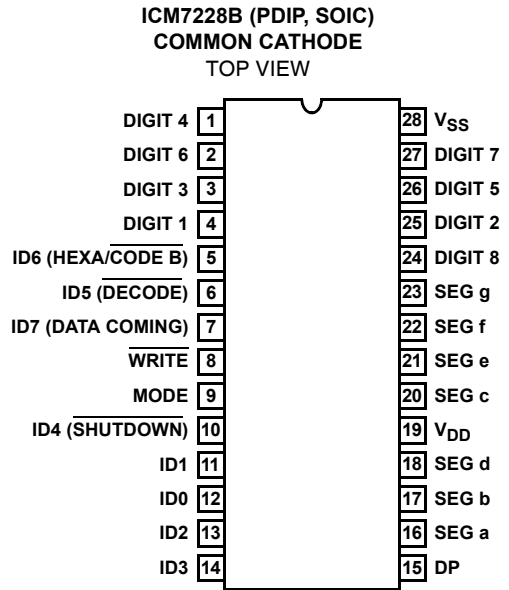 ICM7228B (PDIP, SOIC)
COMMON CATHODE
TOP VIEW
DIGIT 4 1
DIGIT 6 2
DIGIT 3 3
DIGIT 1 4
ID6 (HEXA/CODE B) 5
ID5 (DECODE) 6
ID7 (DATA COMING) 7
WRITE 8
MODE 9
ID4 (SHUTDOWN) 10
ID1 11
ID0 12
ID2 13
ID3 14
28 VSS
27 DIGIT 7
26 DIGIT 5
25 DIGIT 2
24 DIGIT 8
23 SEG g
22 SEG f
21 SEG e
20 SEG c
19 VDD
18 SEG d
17 SEG b
16 SEG a
15 DP